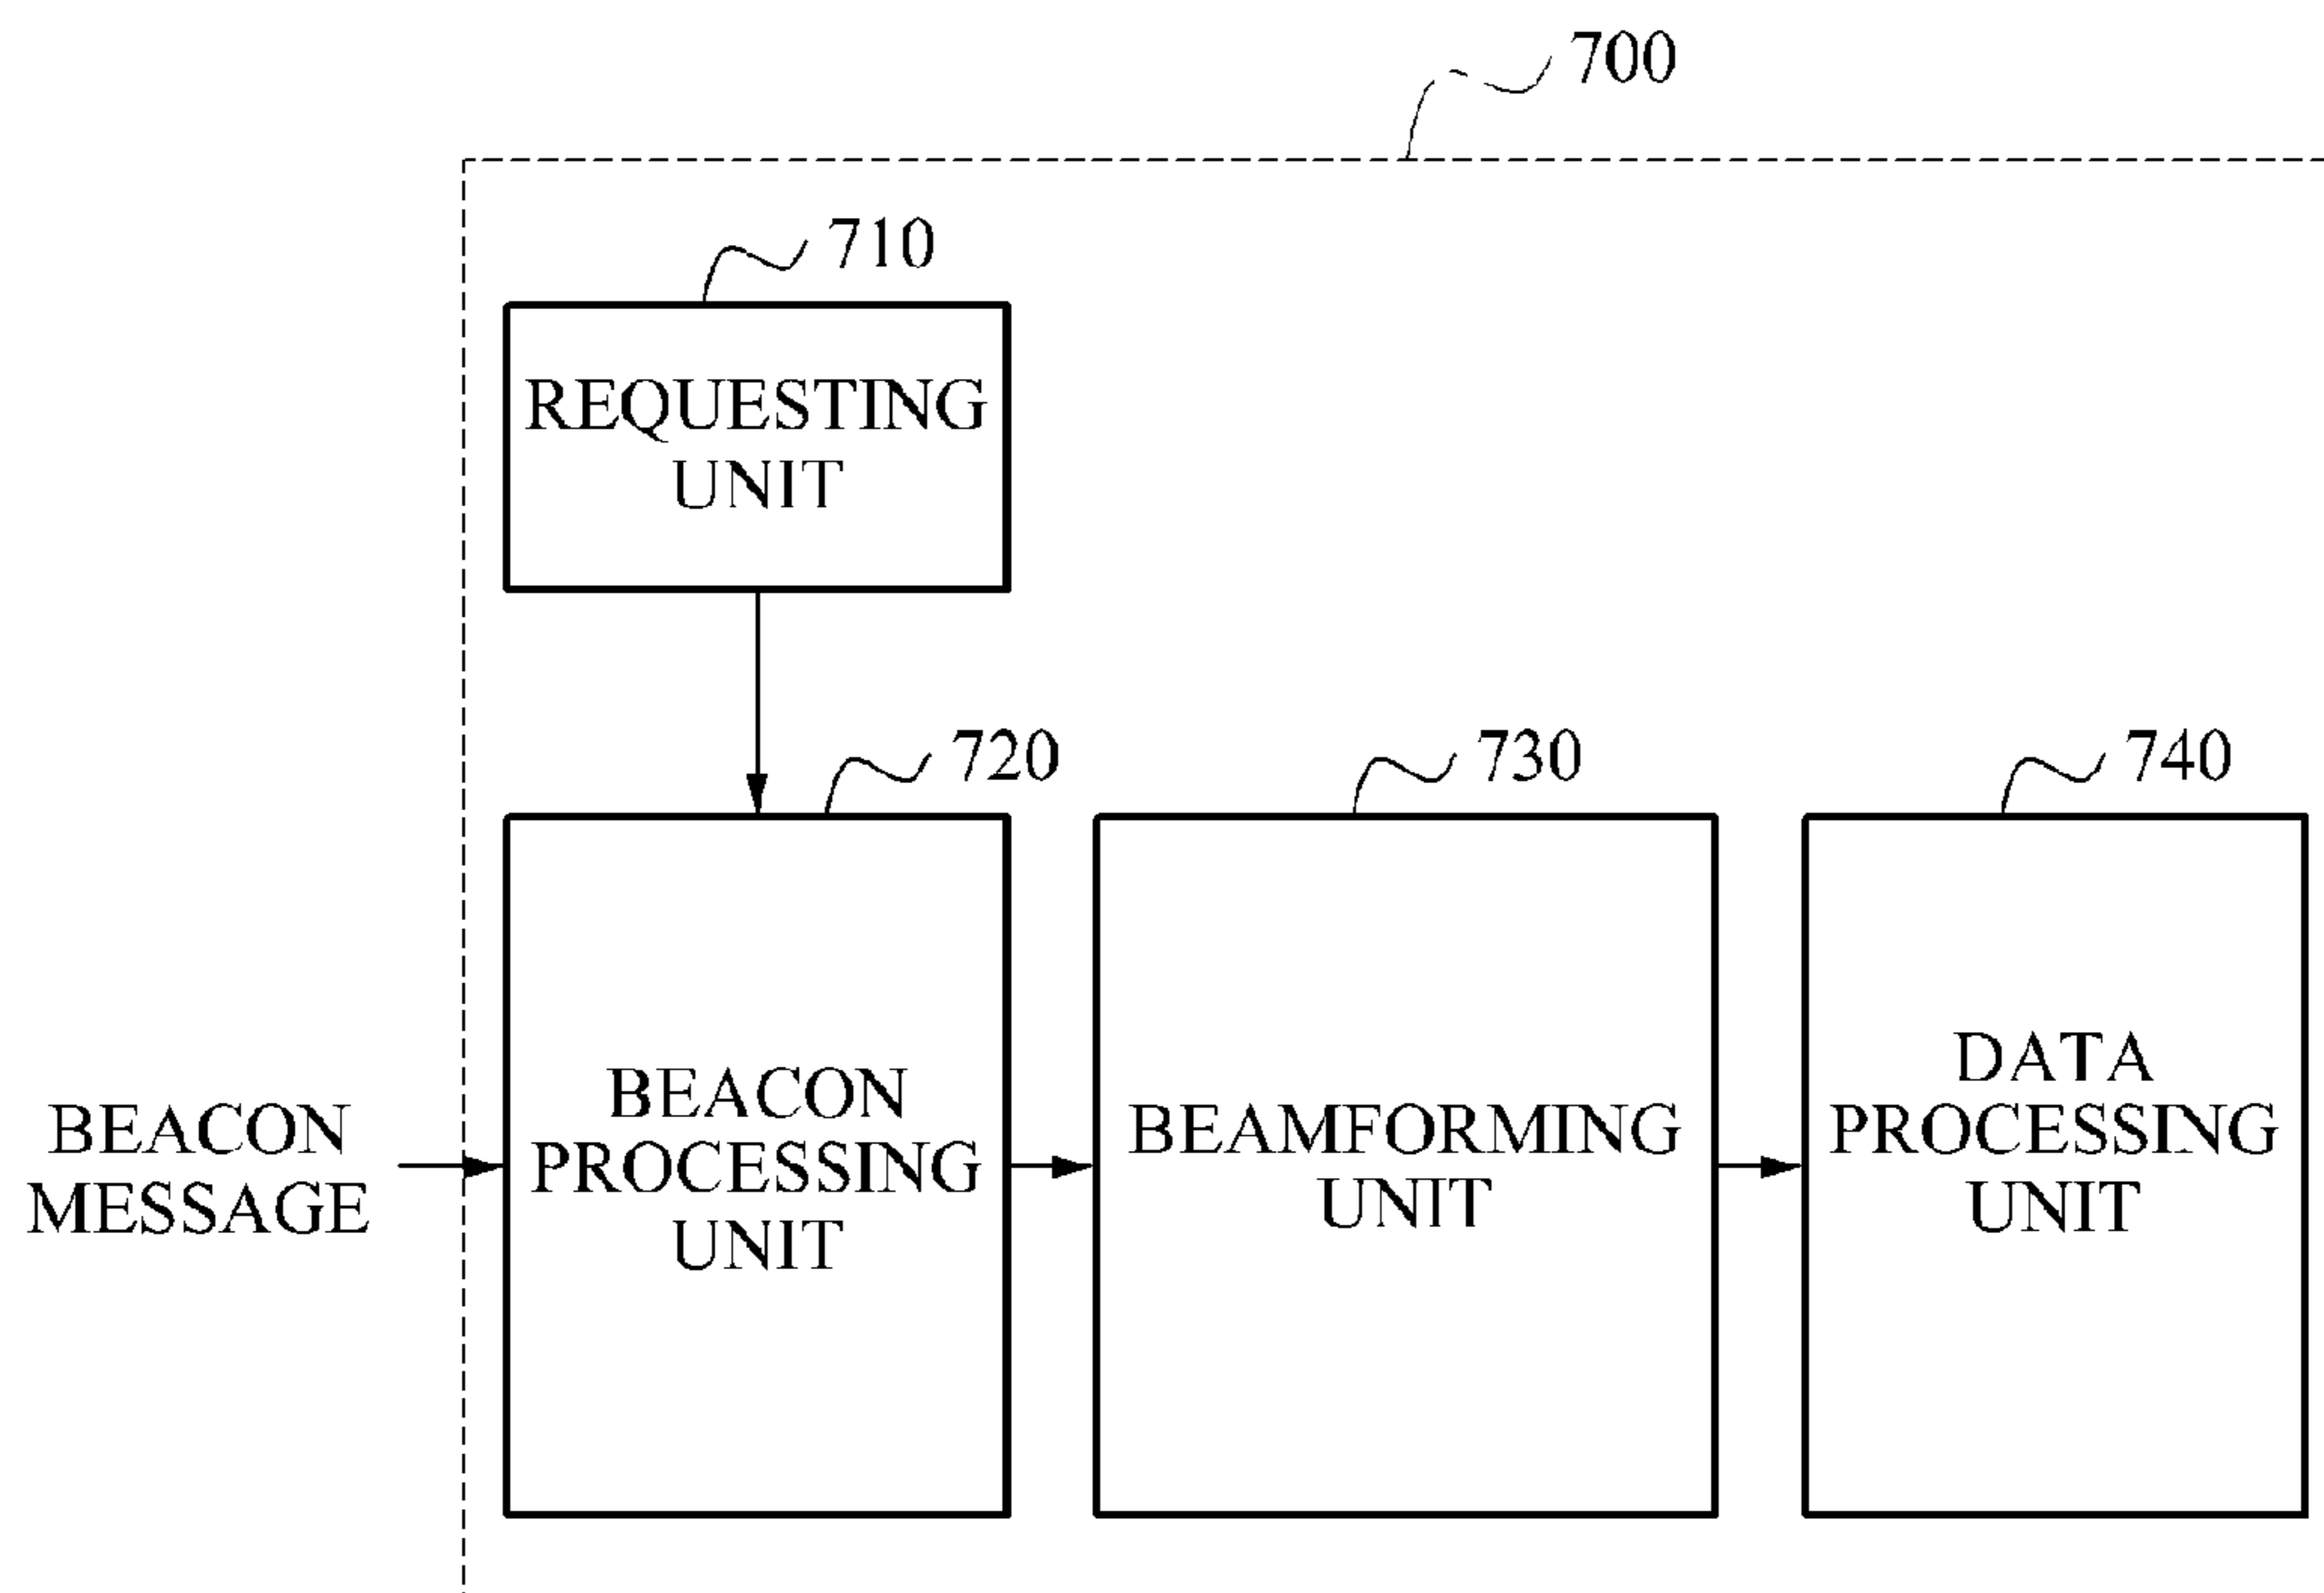 700
710
REQUESTING
UNIT
720
730
740
BEACON
MESSAGE
BEACON
PROCESSING
UNIT
BEAMFORMING
UNIT
DATA
PROCESSING
UNIT